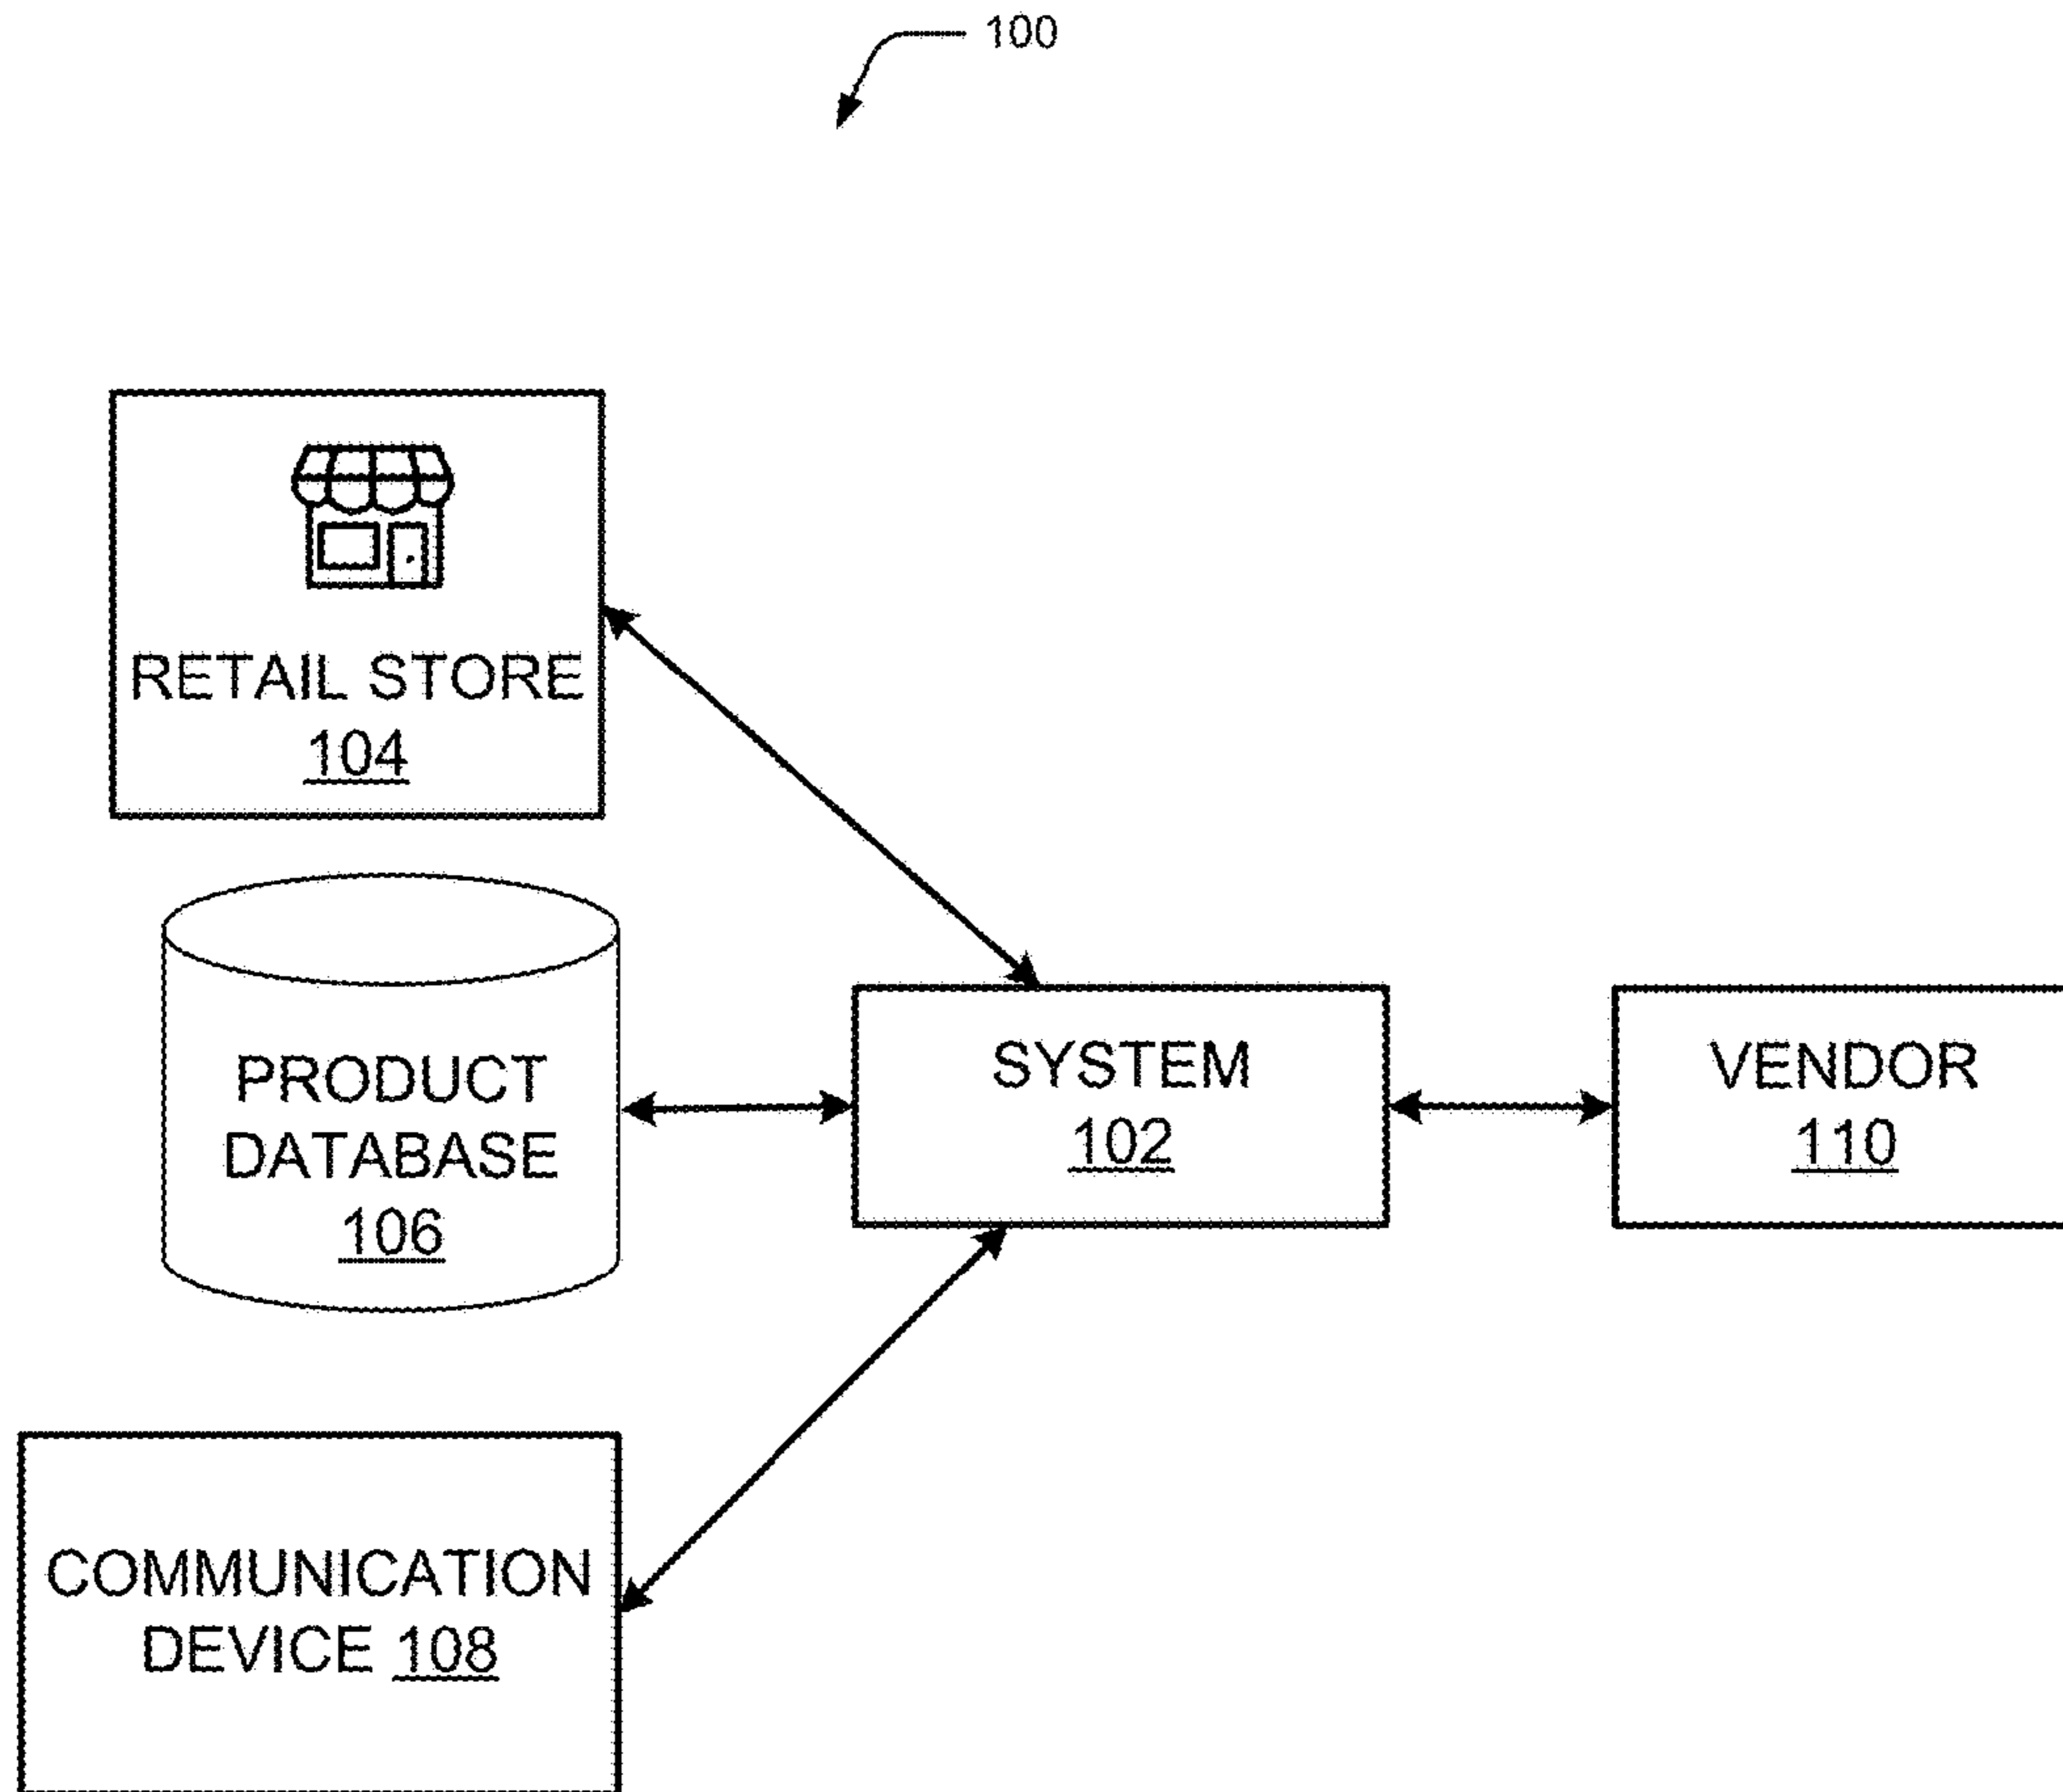 100
RETAIL STORE
104
PRODUCT
DATABASE
106
SYSTEM
102
VENDOR
110
COMMUNICATION
DEVICE 108